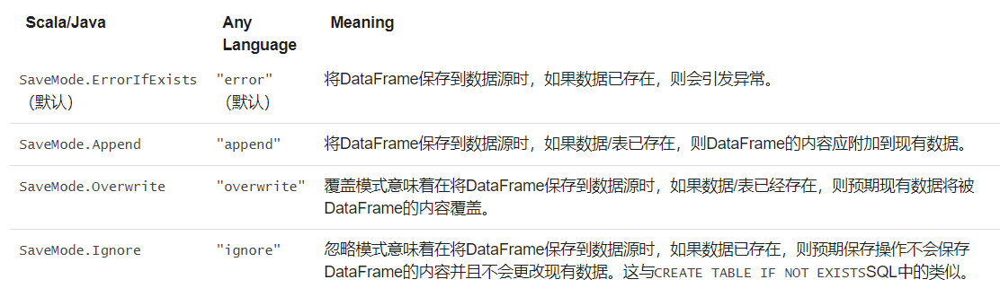 Scala/Java Any Language Meaning
SaveMode.ErrorIfExists (默认) "error" (默认) 将DataFrame保存到数据源时，如果数据已存在，则会引发异常。
SaveMode.Append "append" 将DataFrame保存到数据源时，如果数据/表已存在，则DataFrame的内容应附加到现有数据。
SaveMode.Overwrite "overwrite" 覆盖模式意味着在将DataFrame保存到数据源时，如果数据/表已经存在，则预期现有数据将被
DataFrame的内容覆盖。
SaveMode.Ignore "ignore" 忽略模式意味着在将DataFrame保存到数据源时，如果数据已存在，则预期保存操作不会保存
DataFrame的内容并且不会更改现有数据。这与CREATE TABLE IF NOT EXISTSSQL中的类似。